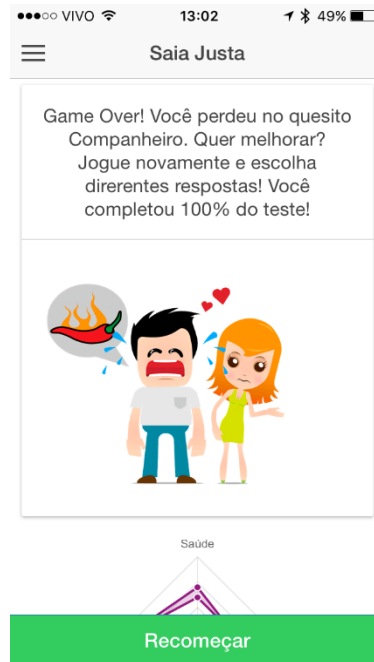 VIVO 13:02 49%
Saia Justa
Game Over! Você perdeu no quesito
Companheiro. Quer melhorar?
Jogue novamente e escolha
direrentes respostas! Você
completou 100% do teste!
Saúde
Recomeçar